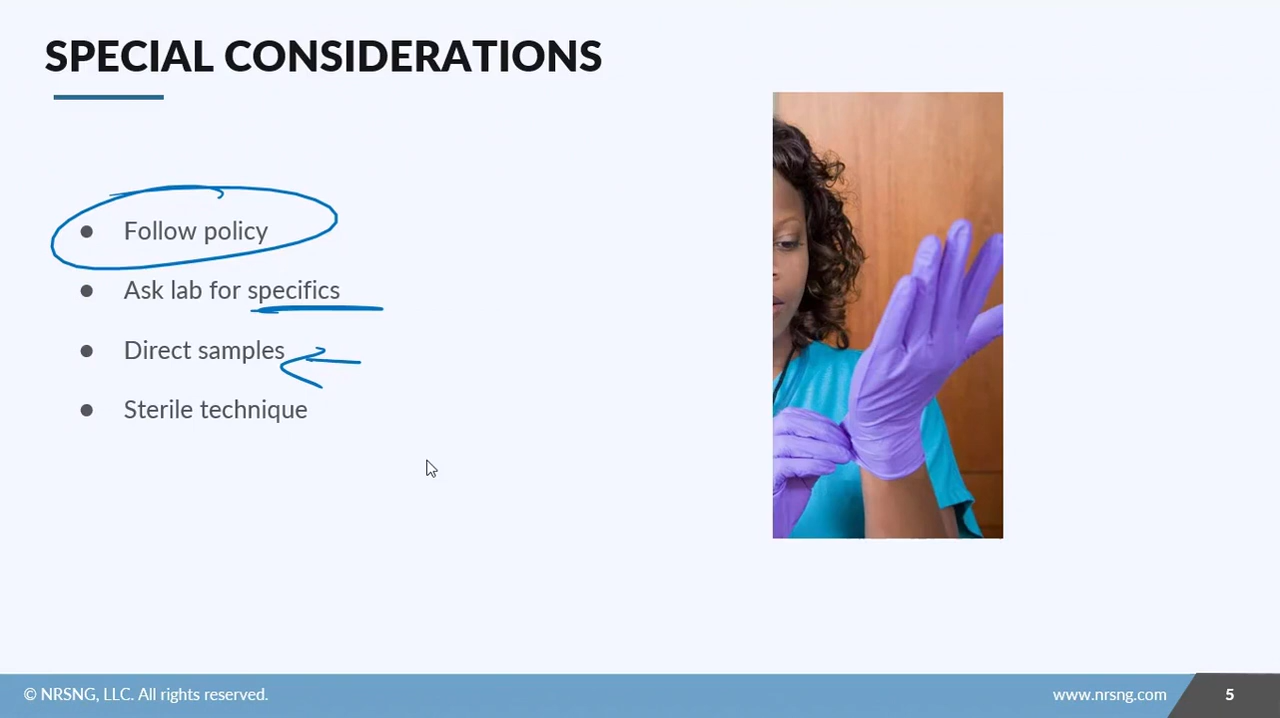 SPECIAL CONSIDERATIONS
● Follow policy
● Ask lab for specifics
● Direct samples
● Sterile technique
© NRSNG, LLC. All rights reserved.
www.nrsng.com
5